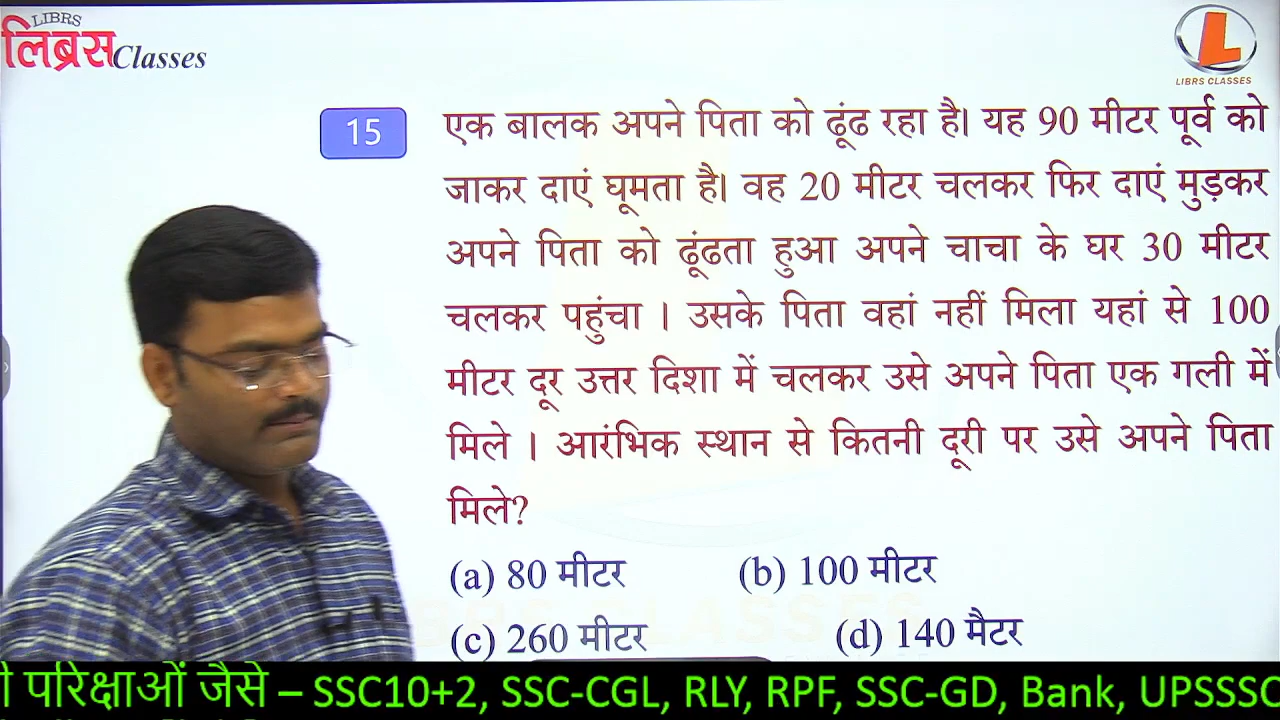 LIBRS
लिब्रस Classes
LIBRS CLASSES
15
एक बालक अपने पिता को ढूंढ रहा है। यह 90 मीटर पूर्व को
जाकर दाएं घूमता है। वह 20 मीटर चलकर फिर दाएं मुड़कर
अपने पिता को ढूंढता हुआ अपने चाचा के घर 30 मीटर
चलकर पहुंचा । उसके पिता वहां नहीं मिला यहां से 100
मीटर दूर उत्तर दिशा में चलकर उसे अपने पिता एक गली में
मिले । आरंभिक स्थान से कितनी दूरी पर उसे अपने पिता
मिले?
(a) 80 मीटर (b) 100 मीटर
(c) 260 मीटर (d) 140 मैटर
ी परिक्षाओं जैसे – SSC10+2, SSC-CGL, RLY, RPF, SSC-GD, Bank, UPSSSC